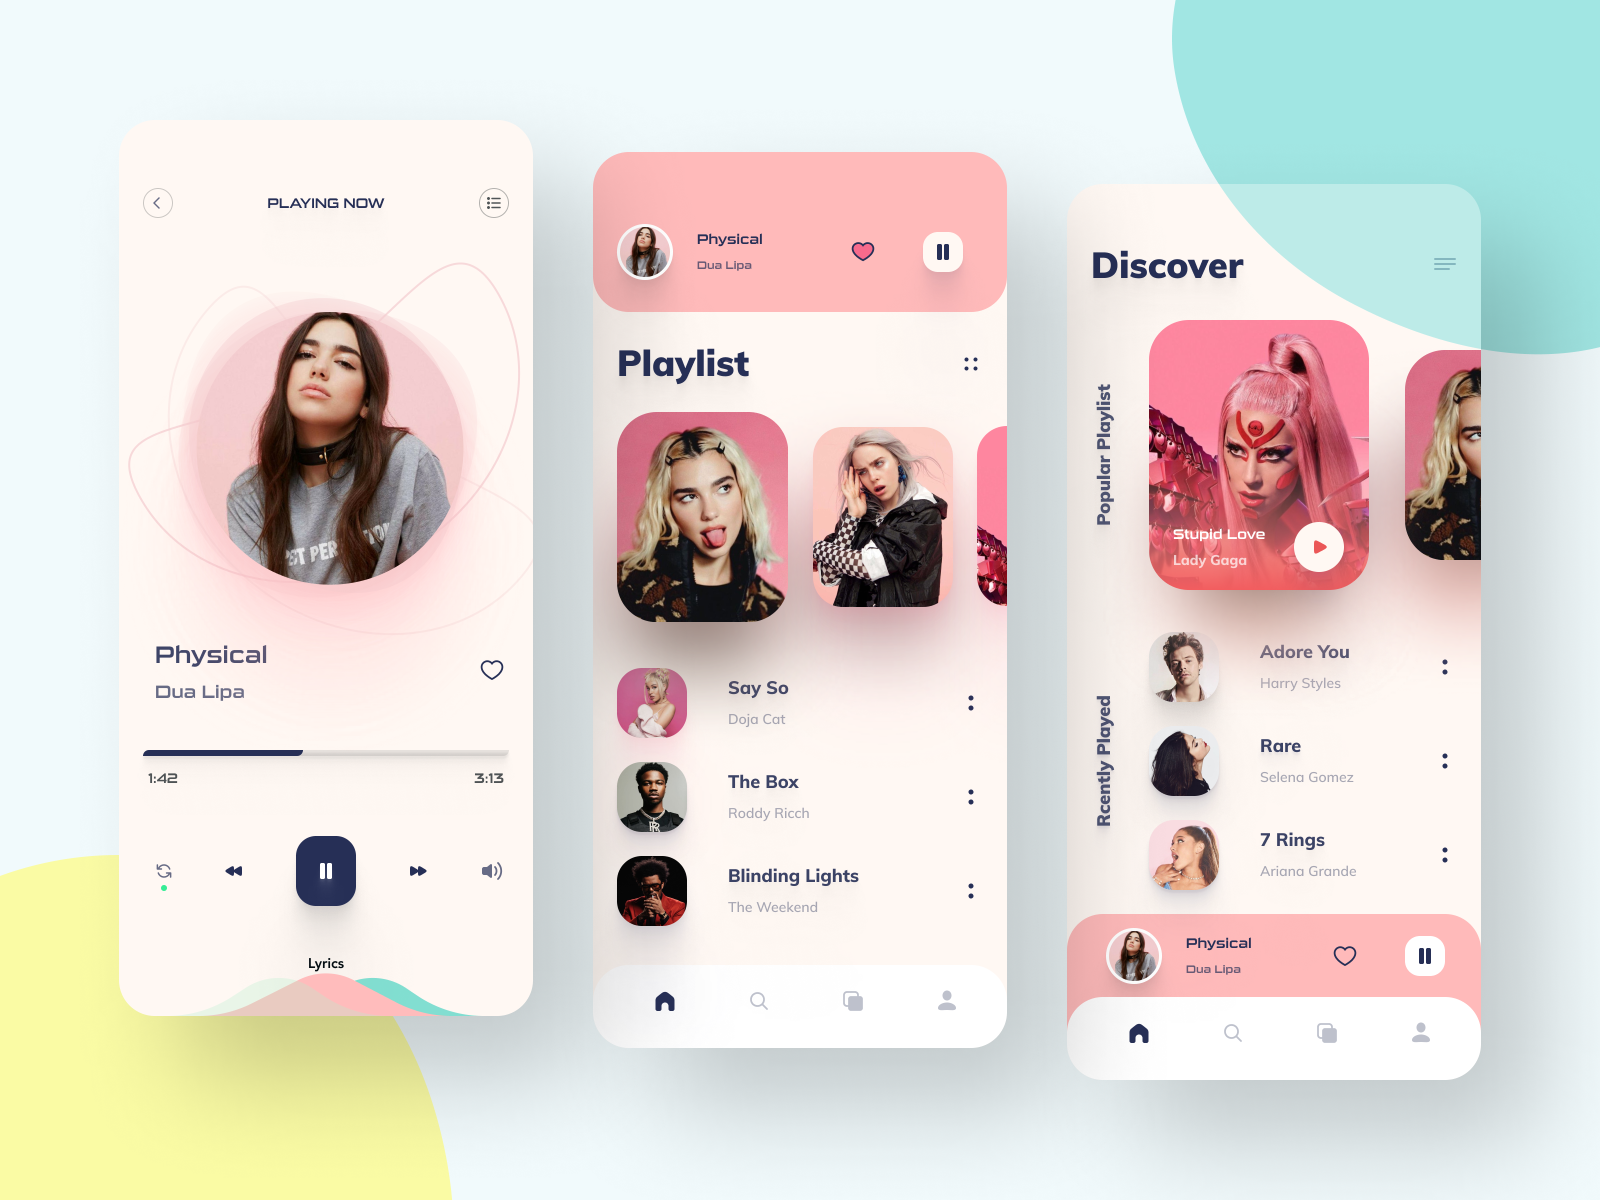 PLAYING NOW
Physical
Dua Lipa
1:42
3:13
Lyrics
Physical
Dua Lipa
Playlist
Say So
Doja Cat
The Box
Roddy Ricch
Blinding Lights
The Weekend
Discover
Popular Playlist
Stupid Love
Lady Gaga
Rcently Played
Adore You
Harry Styles
Rare
Selena Gomez
7 Rings
Ariana Grande
Physical
Dua Lipa